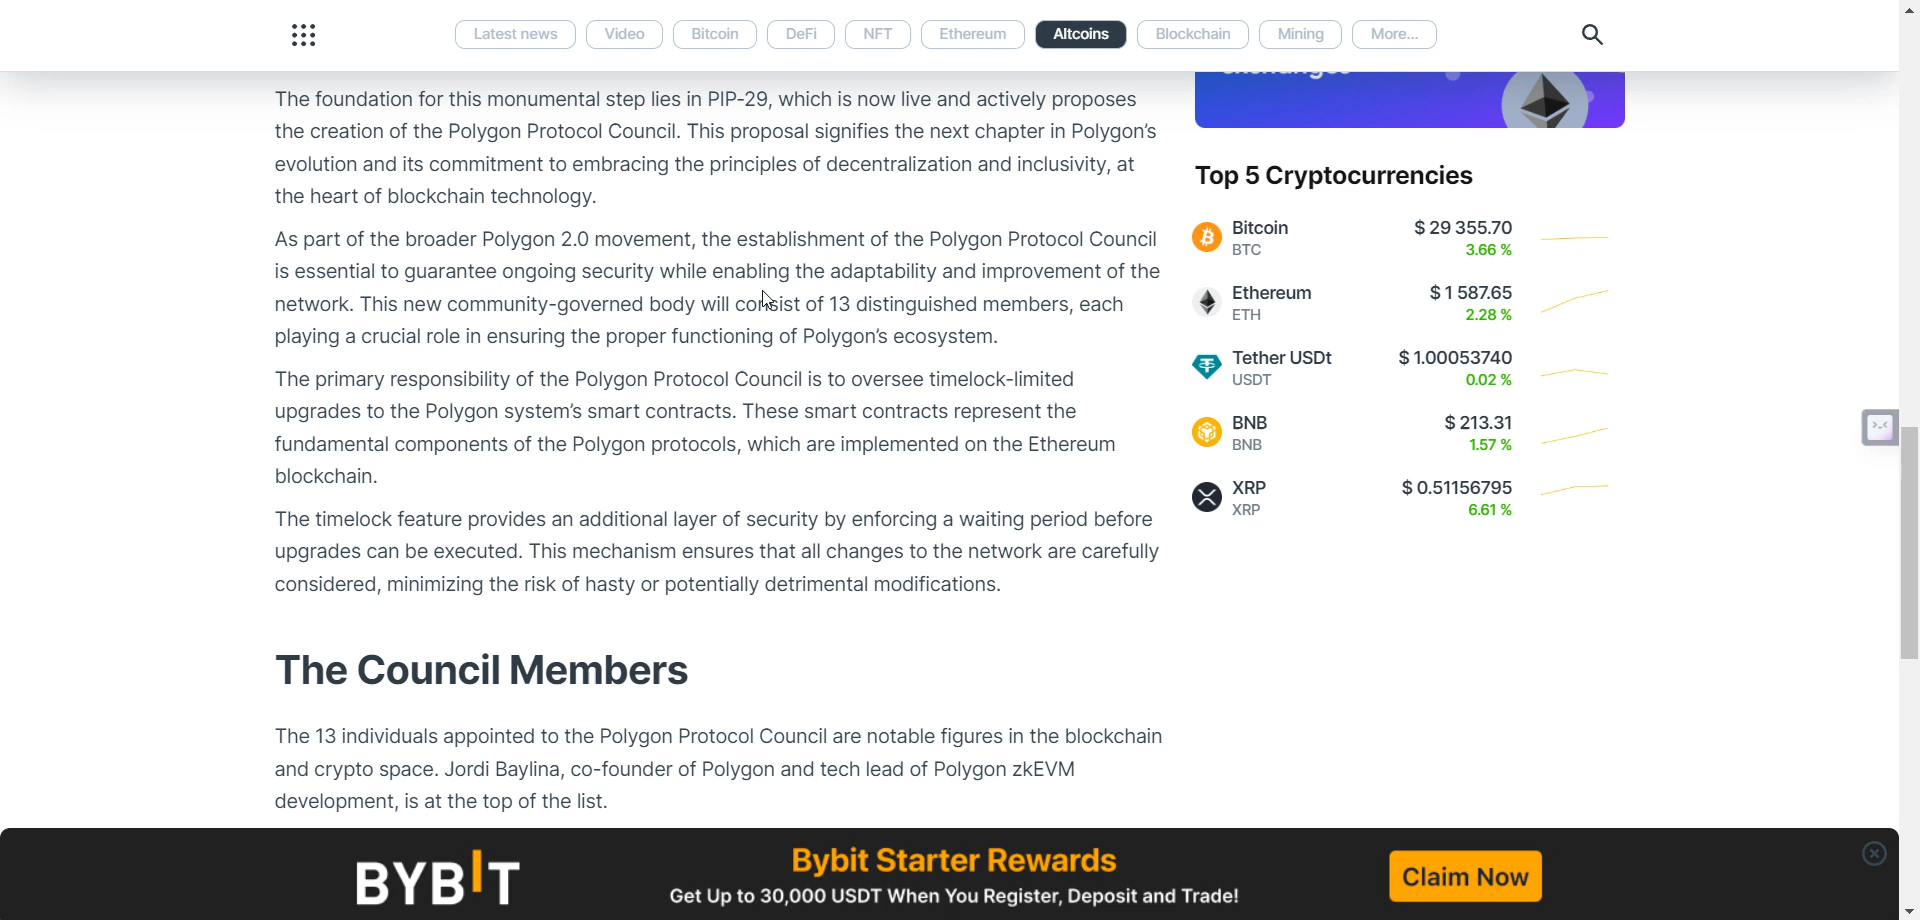 Latest news Video Bitcoin DeFi NFT Ethereum Altcoins Blockchain Mining More...
The foundation for this monumental step lies in PIP-29, which is now live and actively proposes
the creation of the Polygon Protocol Council. This proposal signifies the next chapter in Polygon's
evolution and its commitment to embracing the principles of decentralization and inclusivity, at
the heart of blockchain technology.
As part of the broader Polygon 2.0 movement, the establishment of the Polygon Protocol Council
is essential to guarantee ongoing security while enabling the adaptability and improvement of the
network. This new community-governed body will consist of 13 distinguished members, each
playing a crucial role in ensuring the proper functioning of Polygon's ecosystem.
The primary responsibility of the Polygon Protocol Council is to oversee timelock-limited
upgrades to the Polygon system's smart contracts. These smart contracts represent the
fundamental components of the Polygon protocols, which are implemented on the Ethereum
blockchain.
The timelock feature provides an additional layer of security by enforcing a waiting period before
upgrades can be executed. This mechanism ensures that all changes to the network are carefully
considered, minimizing the risk of hasty or potentially detrimental modifications.
The Council Members
The 13 individuals appointed to the Polygon Protocol Council are notable figures in the blockchain
and crypto space. Jordi Baylina, co-founder of Polygon and tech lead of Polygon zkEVM
development, is at the top of the list.
exchanges
Top 5 Cryptocurrencies
Bitcoin $ 29 355.70
BTC 3.66 %
Ethereum $ 1 587.65
ETH 2.28 %
Tether USDt $ 1.00053740
USDT 0.02 %
BNB $ 213.31
BNB 1.57 %
XRP $ 0.51156795
XRP 6.61 %
BYBIT
Bybit Starter Rewards
Get Up to 30,000 USDT When You Register, Deposit and Trade!
Claim Now